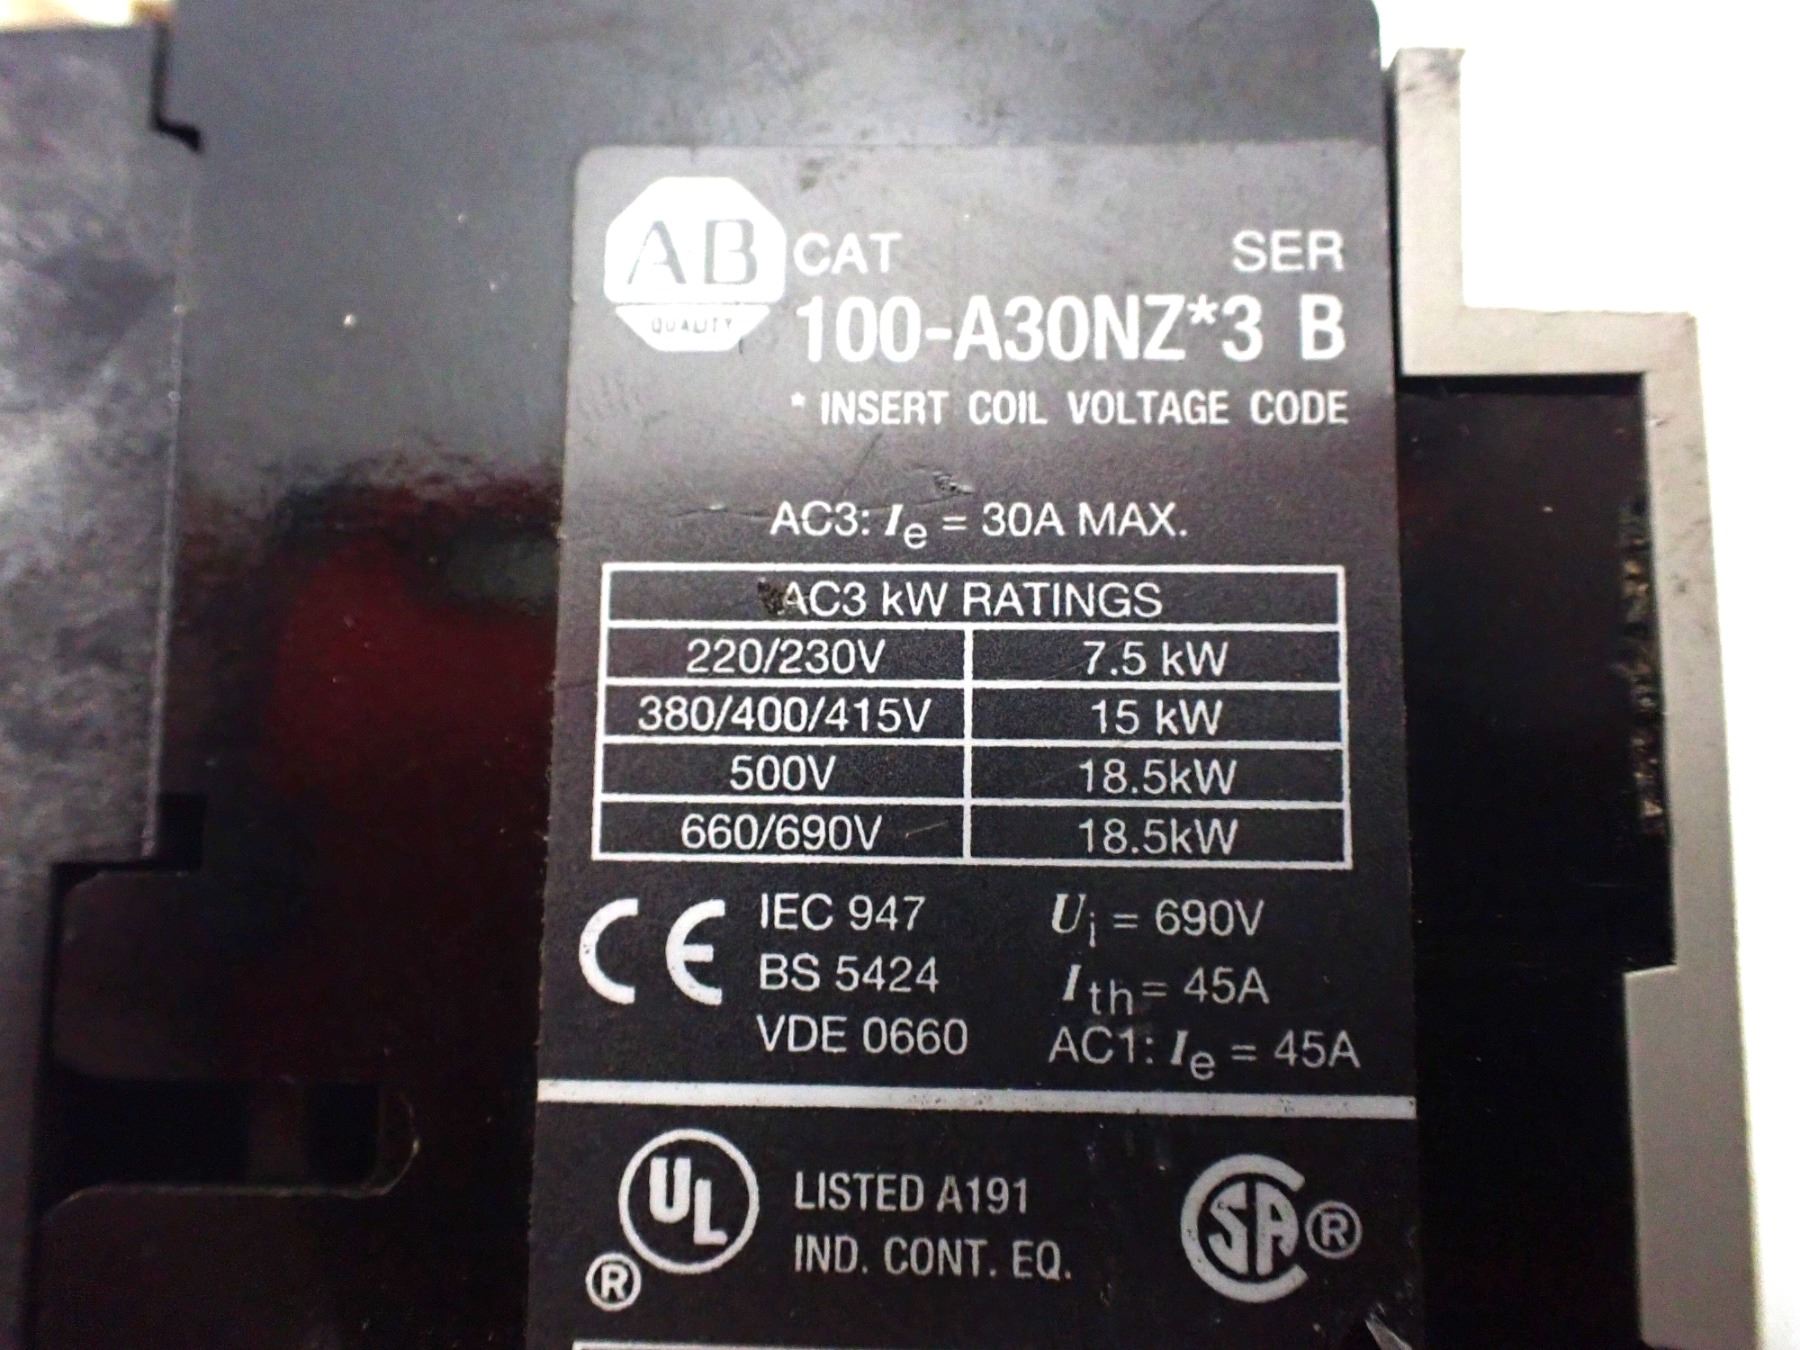 AB
QUALITY
CAT SER
100-A30NZ*3 B
* INSERT COIL VOLTAGE CODE
AC3: Ie = 30A MAX.
AC3 kW RATINGS
220/230V 7.5 kW
380/400/415V 15 kW
500V 18.5kW
660/690V 18.5kW
CE
IEC 947 Ui = 690V
BS 5424 Ith = 45A
VDE 0660 AC1: Ie = 45A
UL ® LISTED A191
IND. CONT. EQ.
SA ®